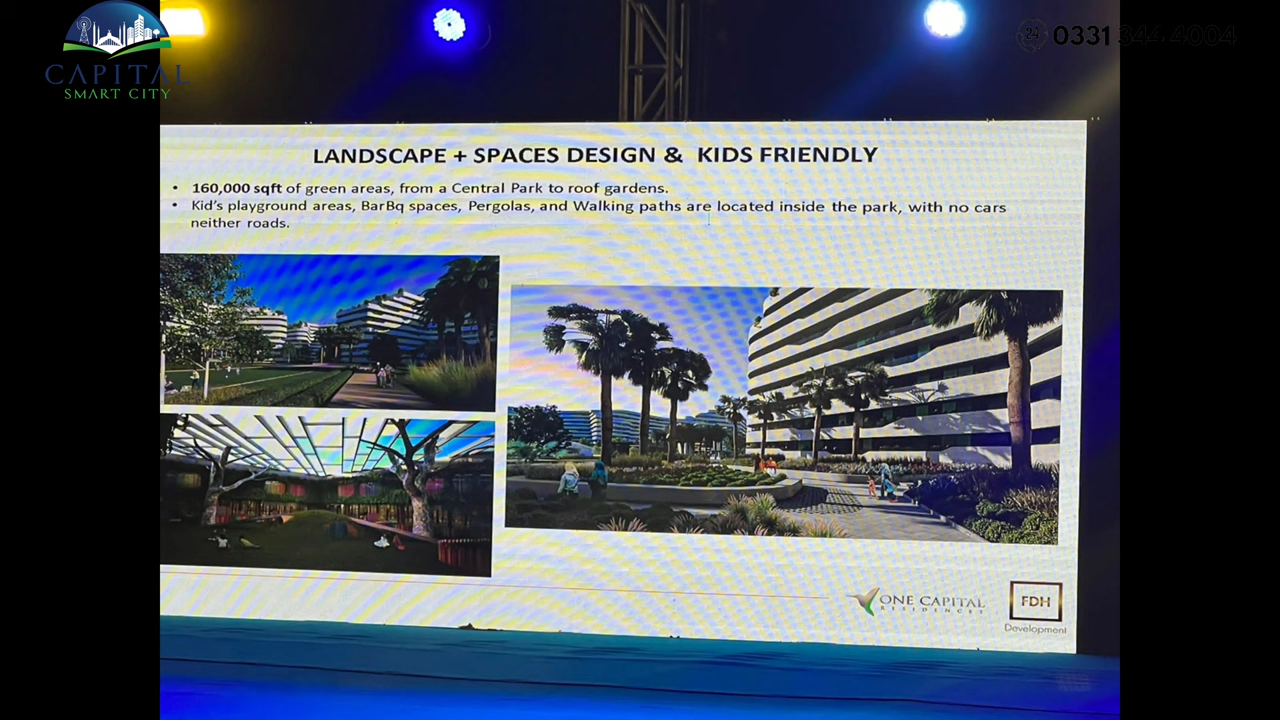 CAPITAL
SMART CITY
24
0331 344 4004
LANDSCAPE + SPACES DESIGN & KIDS FRIENDLY
• 160,000 sqft of green areas, from a Central Park to roof gardens.
• Kid's playground areas, BarBq spaces, Pergolas, and Walking paths are located inside the park, with no cars
neither roads.
ONE CAPITAL
RESIDENCES
FDH
Development